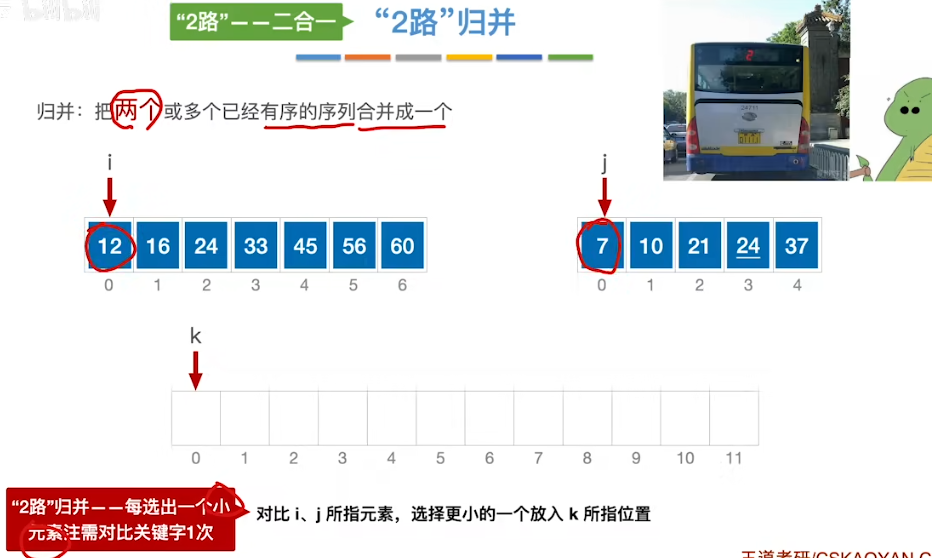 “2路”——二合一
“2路”归并
归并：把两个或多个已经有序的序列合并成一个
i
j
12 16 24 33 45 56 60
7 10 21 24 37
0 1 2 3 4 5 6
0 1 2 3 4
k
0 1 2 3 4 5 6 7 8 9 10 11
“2路”归并——每选出一个小
元素注需对比关键字1次
对比 i、j 所指元素，选择更小的一个放入 k 所指位置
王道考研/CSKAOYAN.C